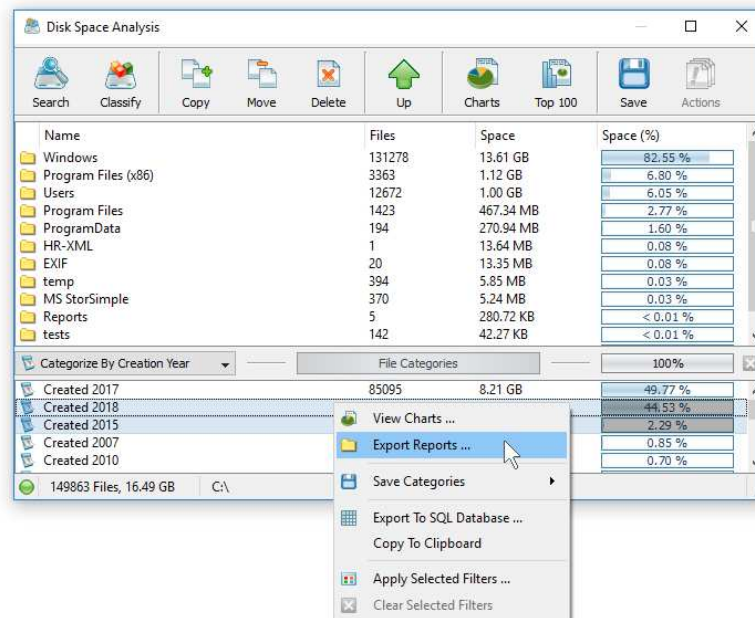 Disk Space Analysis
Search Classify Copy Move Delete Up Charts Top 100 Save Actions
Name Files Space Space (%)
Windows 131278 13.61 GB 82.55 %
Program Files (x86) 3363 1.12 GB 6.80 %
Users 12672 1.00 GB 6.05 %
Program Files 1423 467.34 MB 2.77 %
ProgramData 194 270.94 MB 1.60 %
HR-XML 1 13.64 MB 0.08 %
EXIF 20 13.35 MB 0.08 %
temp 394 5.85 MB 0.03 %
MS StorSimple 370 5.24 MB 0.03 %
Reports 5 280.72 KB < 0.01 %
tests 142 42.27 KB < 0.01 %
Categorize By Creation Year File Categories 100%
Created 2017 85095 8.21 GB 49.77 %
Created 2018 44.53 %
Created 2015 2.29 %
Created 2007 0.85 %
Created 2010 0.70 %
149863 Files, 16.49 GB C:\
View Charts ...
Export Reports ...
Save Categories
Export To SQL Database ...
Copy To Clipboard
Apply Selected Filters ...
Clear Selected Filters